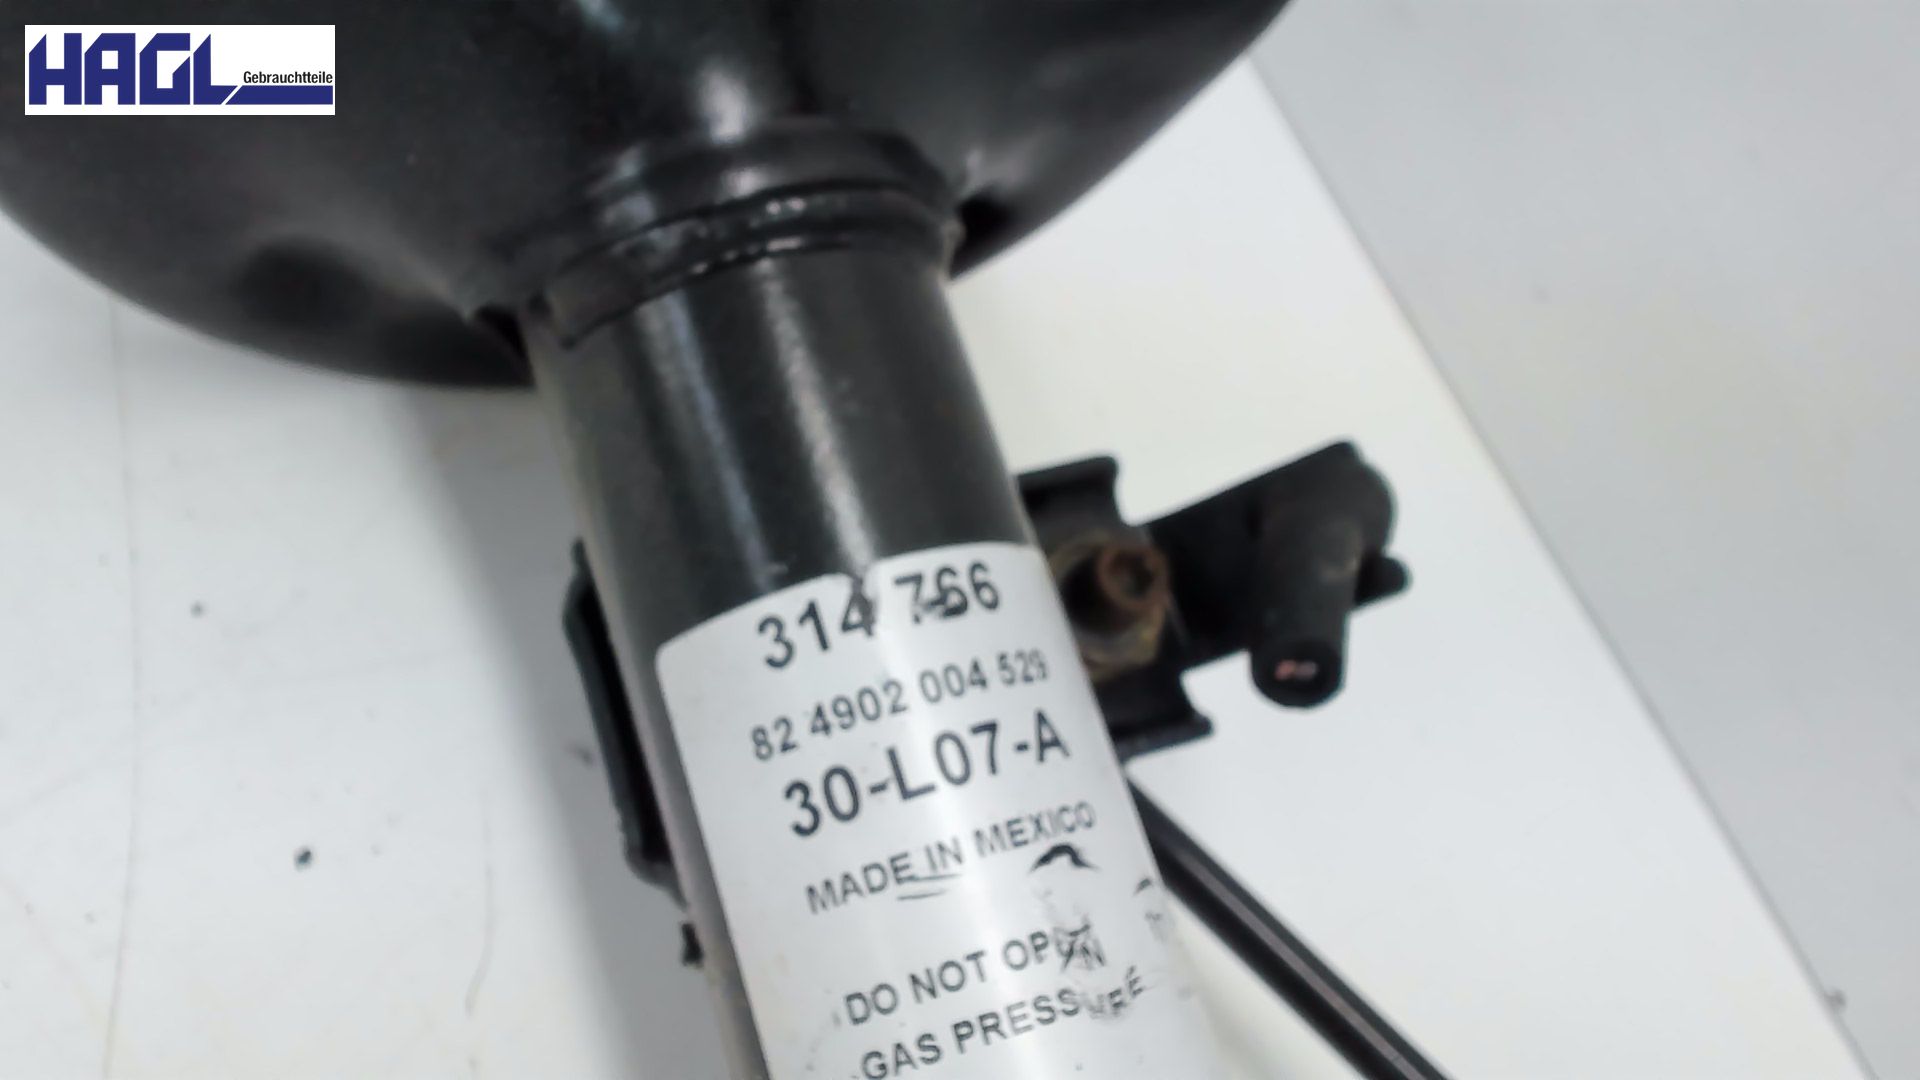 HAGL
Gebrauchtteile
314 766
82 4902 004 529
30-L07-A
MADE IN MEXICO
DO NOT OPEN
GAS PRESSURE